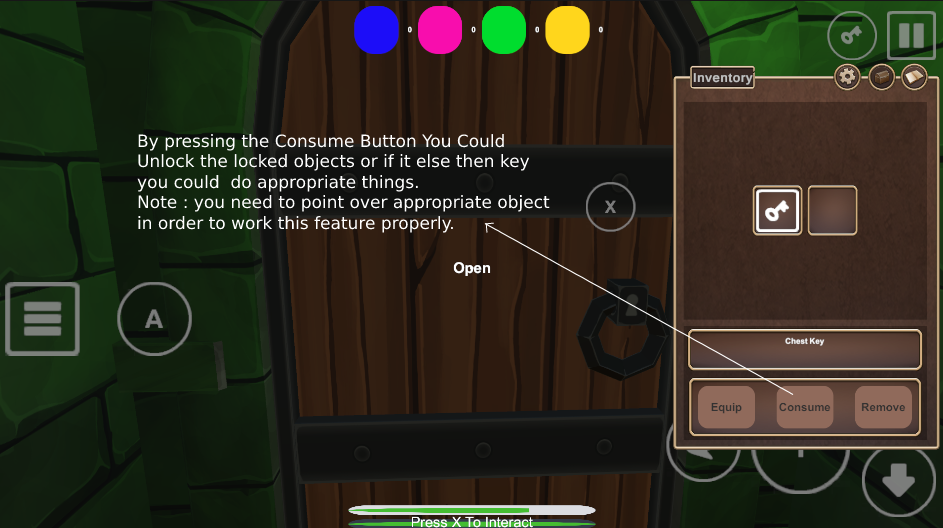 0 0 0 0
Inventory
By pressing the Consume Button You Could
Unlock the locked objects or if it else then key
you could  do appropriate things.
Note : you need to point over appropriate object
in order to work this feature properly.
X
Open
A
Chest Key
Equip Consume Remove
Press X To Interact